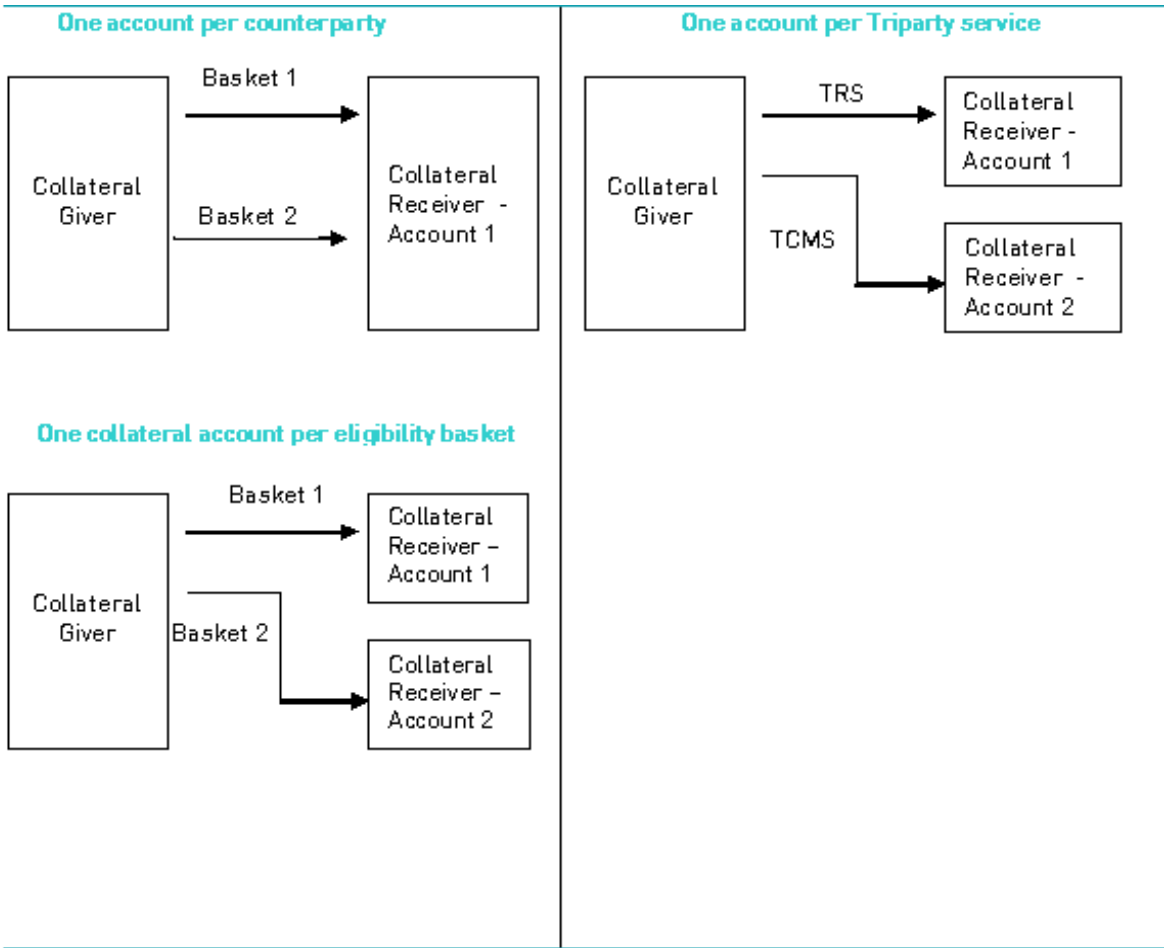 One account per counterparty
Basket 1
Collateral
Giver
Basket 2
Collateral
Receiver -
Account 1
One account per Triparty service
TRS
Collateral
Giver
TCMS
Collateral
Receiver -
Account 1
Collateral
Receiver -
Account 2
One collateral account per eligibility basket
Basket 1
Collateral
Giver
Basket 2
Collateral
Receiver –
Account 1
Collateral
Receiver –
Account 2